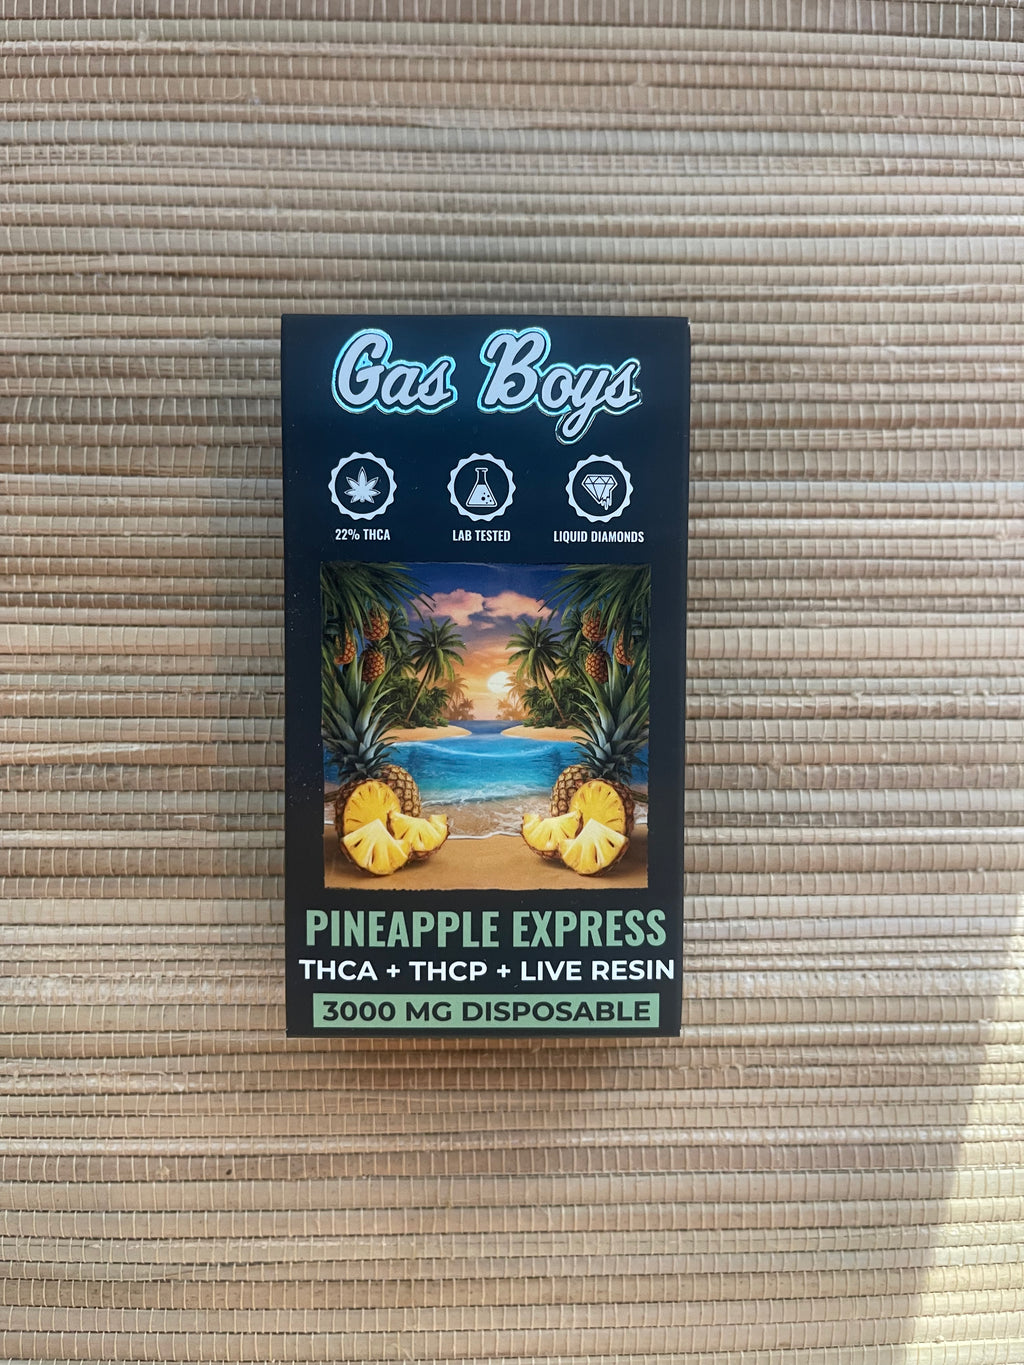 Gas Boys
22% THCA
LAB TESTED
LIQUID DIAMONDS
PINEAPPLE EXPRESS
THCA + THCP + LIVE RESIN
3000 MG DISPOSABLE